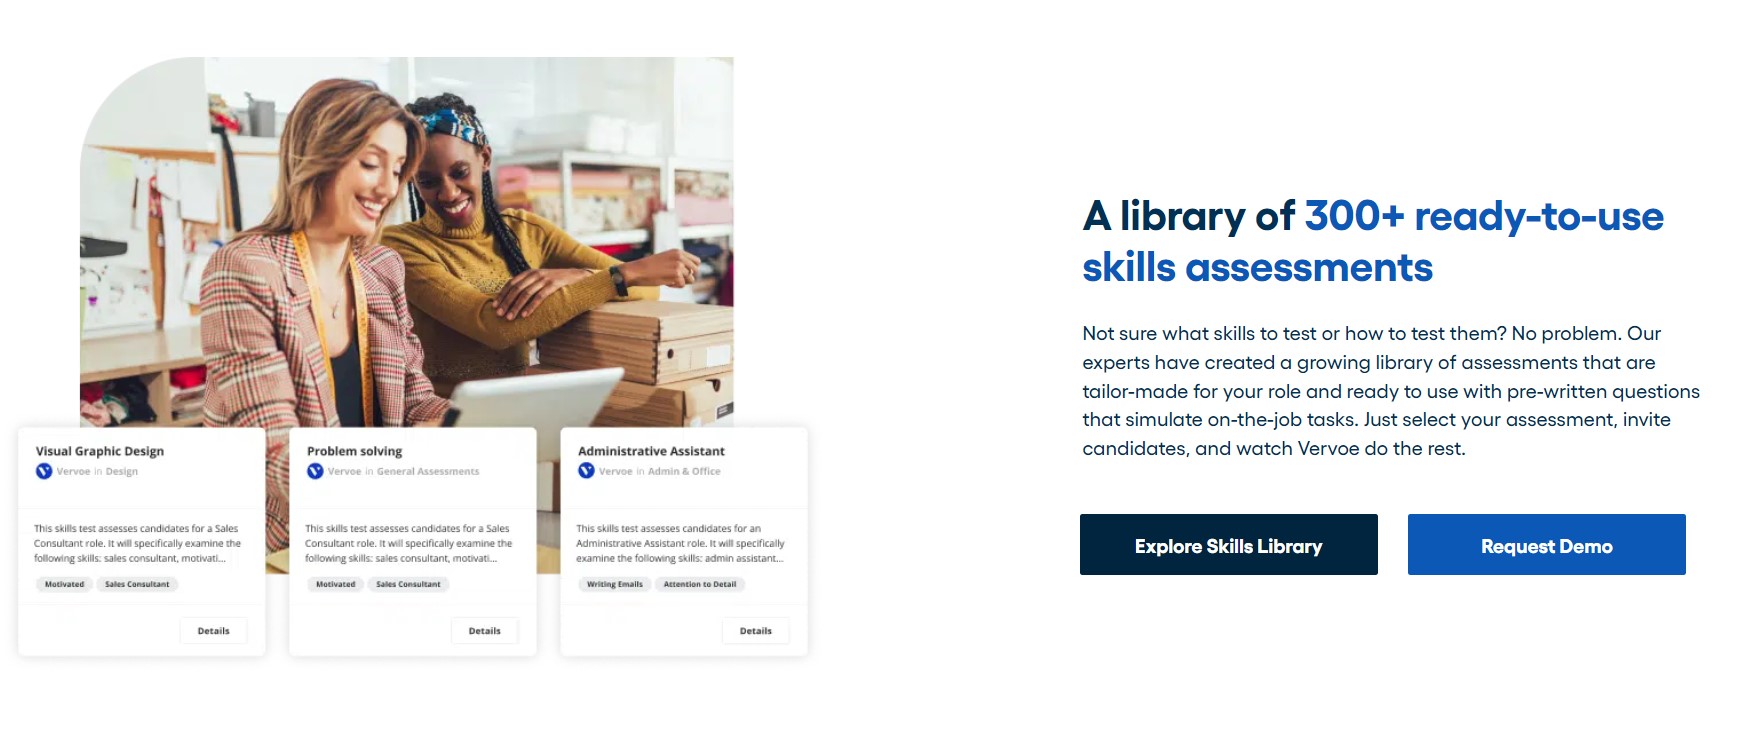 A library of 300+ ready-to-use
skills assessments
Not sure what skills to test or how to test them? No problem. Our
experts have created a growing library of assessments that are
tailor-made for your role and ready to use with pre-written questions
that simulate on-the-job tasks. Just select your assessment, invite
candidates, and watch Vervoe do the rest.
Explore Skills Library
Request Demo
Visual Graphic Design
Vervoe in Design
This skills test assesses candidates for a Sales
Consultant role. It will specifically examine the
following skills: sales consultant, motivati...
Motivated
Sales Consultant
Details
Problem solving
Vervoe in General Assessments
This skills test assesses candidates for a Sales
Consultant role. It will specifically examine the
following skills: sales consultant, motivati...
Motivated
Sales Consultant
Details
Administrative Assistant
Vervoe in Admin & Office
This skills test assesses candidates for an
Administrative Assistant role. It will specifically
examine the following skills: admin assistant...
Writing Emails
Attention to Detail
Details